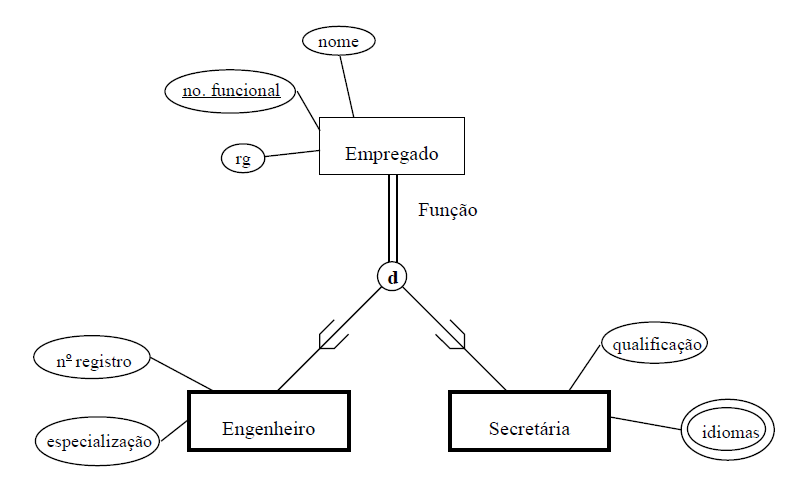 nome
no. funcional
rg
Empregado
Função
d
nº registro
qualificação
Engenheiro
Secretária
especialização
idiomas